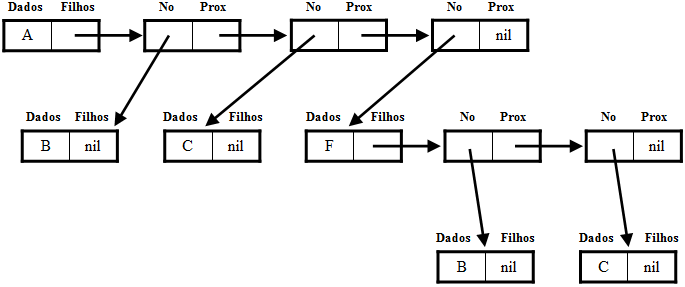 Dados Filhos No Prox No Prox No Prox
A nil
Dados Filhos Dados Filhos Dados Filhos No Prox No Prox
B nil C nil F nil
Dados Filhos Dados Filhos
B nil C nil